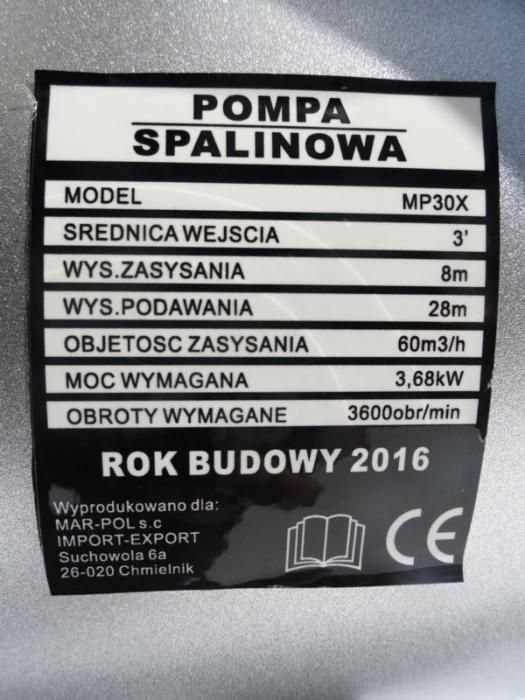 POMPA
SPALINOWA
MODEL MP30X
SREDNICA WEJSCIA 3'
WYS.ZASYSANIA 8m
WYS.PODAWANIA 28m
OBJETOSC ZASYSANIA 60m3/h
MOC WYMAGANA 3,68kW
OBROTY WYMAGANE 3600obr/min
ROK BUDOWY 2016
Wyprodukowano dla:
MAR-POL s.c
IMPORT-EXPORT
Suchowola 6a
26-020 Chmielnik
CE